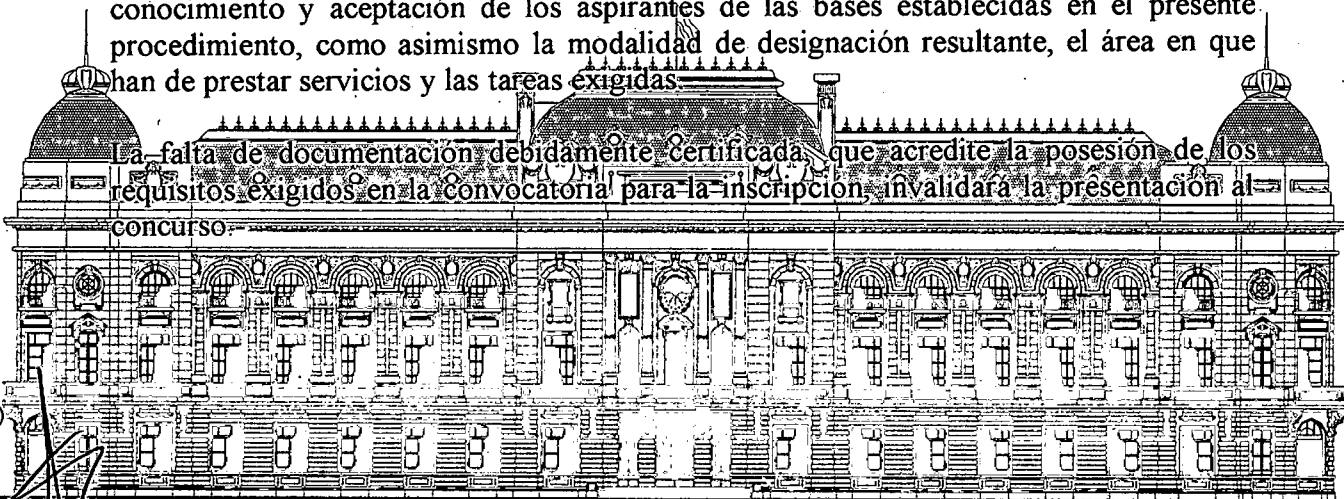 conocimiento y aceptación de los aspirantes de las bases establecidas en el presente
procedimiento, como asimismo la modalidad de designación resultante, el área en que
han de prestar servicios y las tareas exigidas.
La falta de documentación debidamente certificada, que acredite la posesión de los
requisitos exigidos en la Convocatoria para la inscripción, invalidará la presentación al
concurso.-